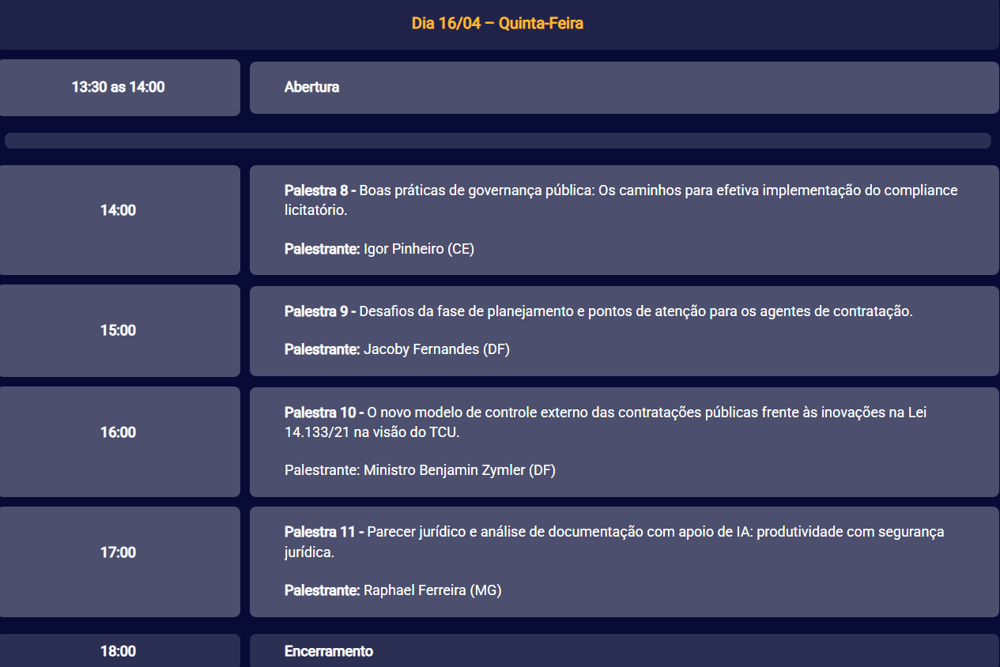 Dia 16/04 – Quinta-Feira
13:30 as 14:00
Abertura
14:00
Palestra 8 - Boas práticas de governança pública: Os caminhos para efetiva implementação do compliance
licitatório.
Palestrante: Igor Pinheiro (CE)
15:00
Palestra 9 - Desafios da fase de planejamento e pontos de atenção para os agentes de contratação.
Palestrante: Jacoby Fernandes (DF)
16:00
Palestra 10 - O novo modelo de controle externo das contratações públicas frente às inovações na Lei
14.133/21 na visão do TCU.
Palestrante: Ministro Benjamin Zymler (DF)
17:00
Palestra 11 - Parecer jurídico e análise de documentação com apoio de IA: produtividade com segurança
jurídica.
Palestrante: Raphael Ferreira (MG)
18:00
Encerramento